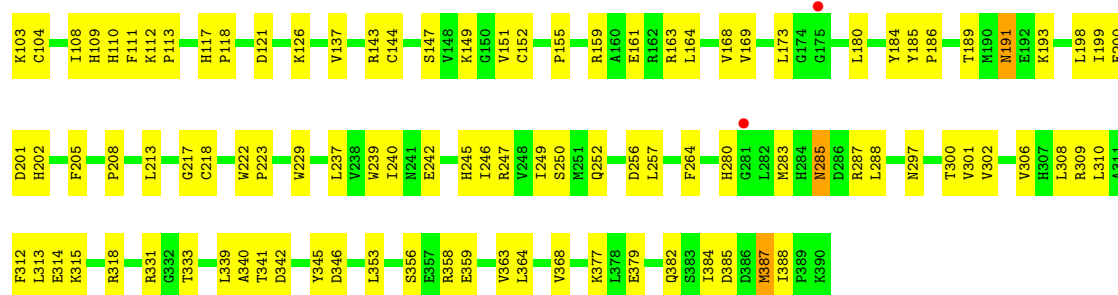 K103 C104 I108 H109 H110 F111 K112 P113 H117 P118 D121 K126 V137 R143 C144 S147 V148 K149 G150 V151 C152 P155 R159 A160 E161 R162 R163 L164 V168 V169 L173 G174 G175 L180 Y184 Y185 P186 T189 M190 N191 E192 K193 L198 I199
D201 H202 F205 P208 L213 G217 C218 W222 P223 W229 L237 V238 W239 I240 N241 E242 H245 I246 R247 V248 I249 S250 M251 Q252 D256 L257 F264 H280 G281 L282 M283 H284 N285 D286 R287 L288 N297 T300 V301 V302 V306 H307 L308 R309 L310
F312 L313 E314 K315 R318 R331 G332 T333 L339 A340 T341 D342 Y345 D346 L353 S356 E357 R358 E359 V363 L364 V368 K377 L378 E379 Q382 S383 I384 D385 D386 M387 I388 P389 K390